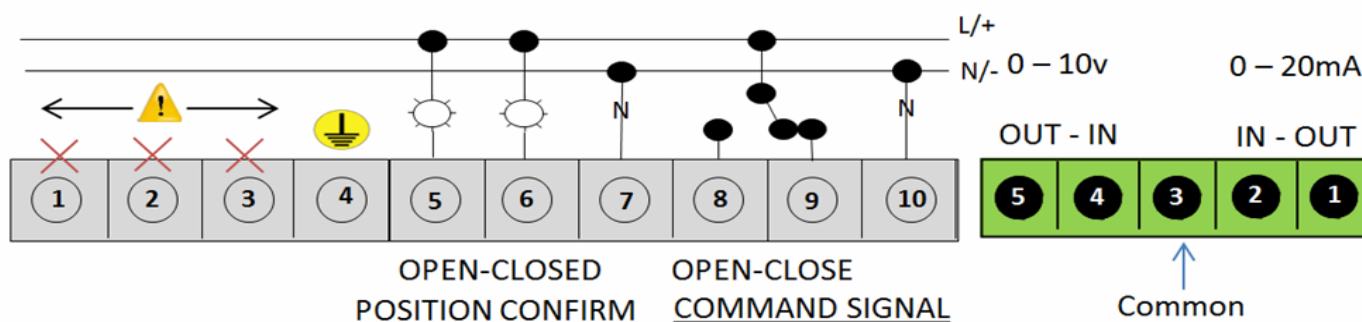 L/+
N/- 0 – 10v 0 – 20mA
!
N N
OUT - IN IN - OUT
1 2 3 4 5 6 7 8 9 10 5 4 3 2 1
OPEN-CLOSED OPEN-CLOSE
POSITION CONFIRM COMMAND SIGNAL
Common